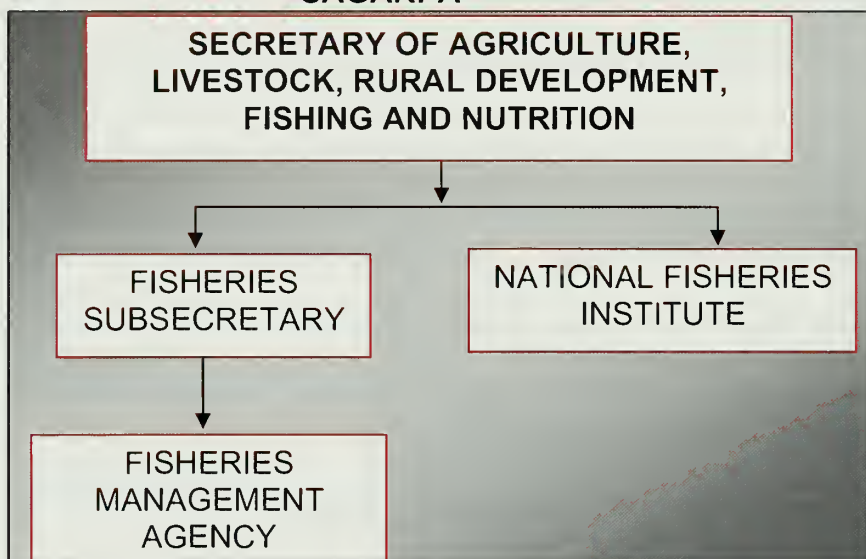 SECRETARY OF AGRICULTURE,
LIVESTOCK, RURAL DEVELOPMENT,
FISHING AND NUTRITION
FISHERIES
SUBSECRETARY
NATIONAL FISHERIES
INSTITUTE
FISHERIES
MANAGEMENT
AGENCY